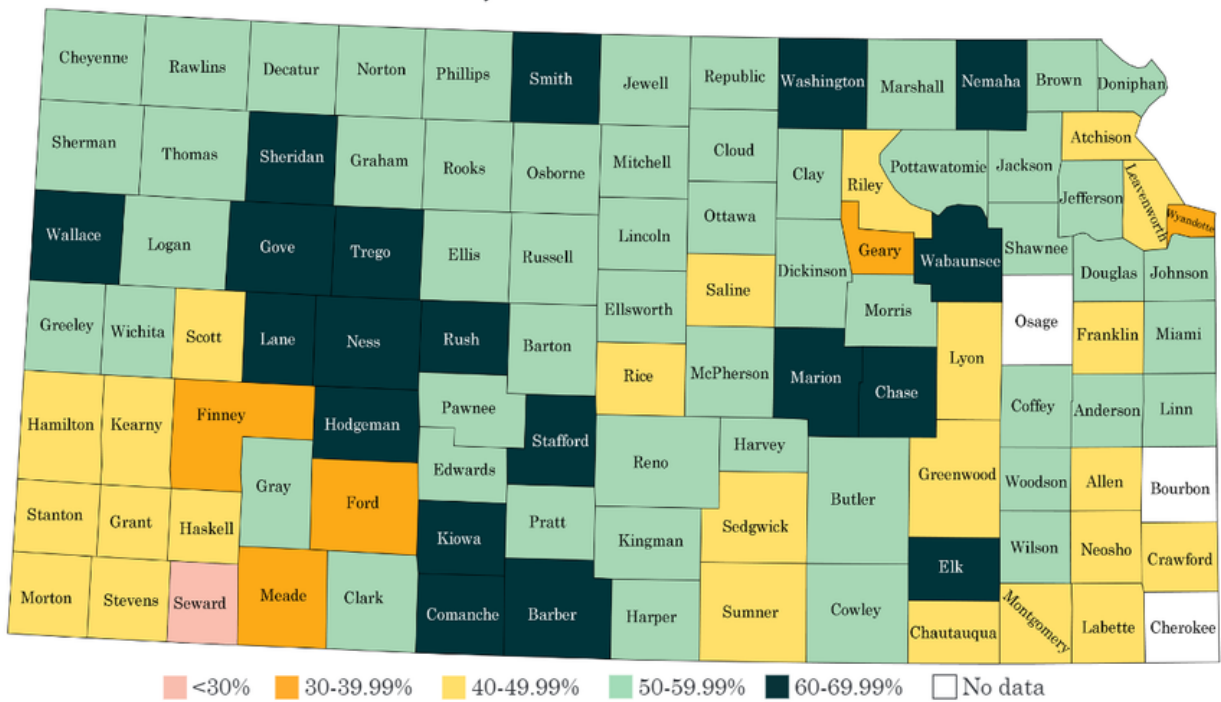 Cheyenne
Rawlins
Decatur
Norton
Phillips
Smith
Jewell
Republic
Washington
Marshall
Nemaha
Brown
Doniphan
Sherman
Thomas
Sheridan
Graham
Rooks
Osborne
Mitchell
Cloud
Clay
Riley
Pottawatomie
Jackson
Atchison
Jefferson
Leavenworth
Wyandotte
Wallace
Logan
Gove
Trego
Ellis
Russell
Lincoln
Ottawa
Saline
Dickinson
Geary
Wabaunsee
Shawnee
Douglas
Johnson
Greeley
Wichita
Scott
Lane
Ness
Rush
Barton
Ellsworth
Rice
McPherson
Marion
Morris
Chase
Lyon
Osage
Franklin
Miami
Hamilton
Kearny
Finney
Hodgeman
Pawnee
Edwards
Stafford
Reno
Harvey
Butler
Greenwood
Coffey
Anderson
Linn
Woodson
Allen
Bourbon
Stanton
Grant
Haskell
Gray
Ford
Kiowa
Pratt
Kingman
Sedgwick
Elk
Wilson
Neosho
Crawford
Morton
Stevens
Seward
Meade
Clark
Comanche
Barber
Harper
Sumner
Cowley
Chautauqua
Montgomery
Labette
Cherokee
<30% 30-39.99% 40-49.99% 50-59.99% 60-69.99% No data